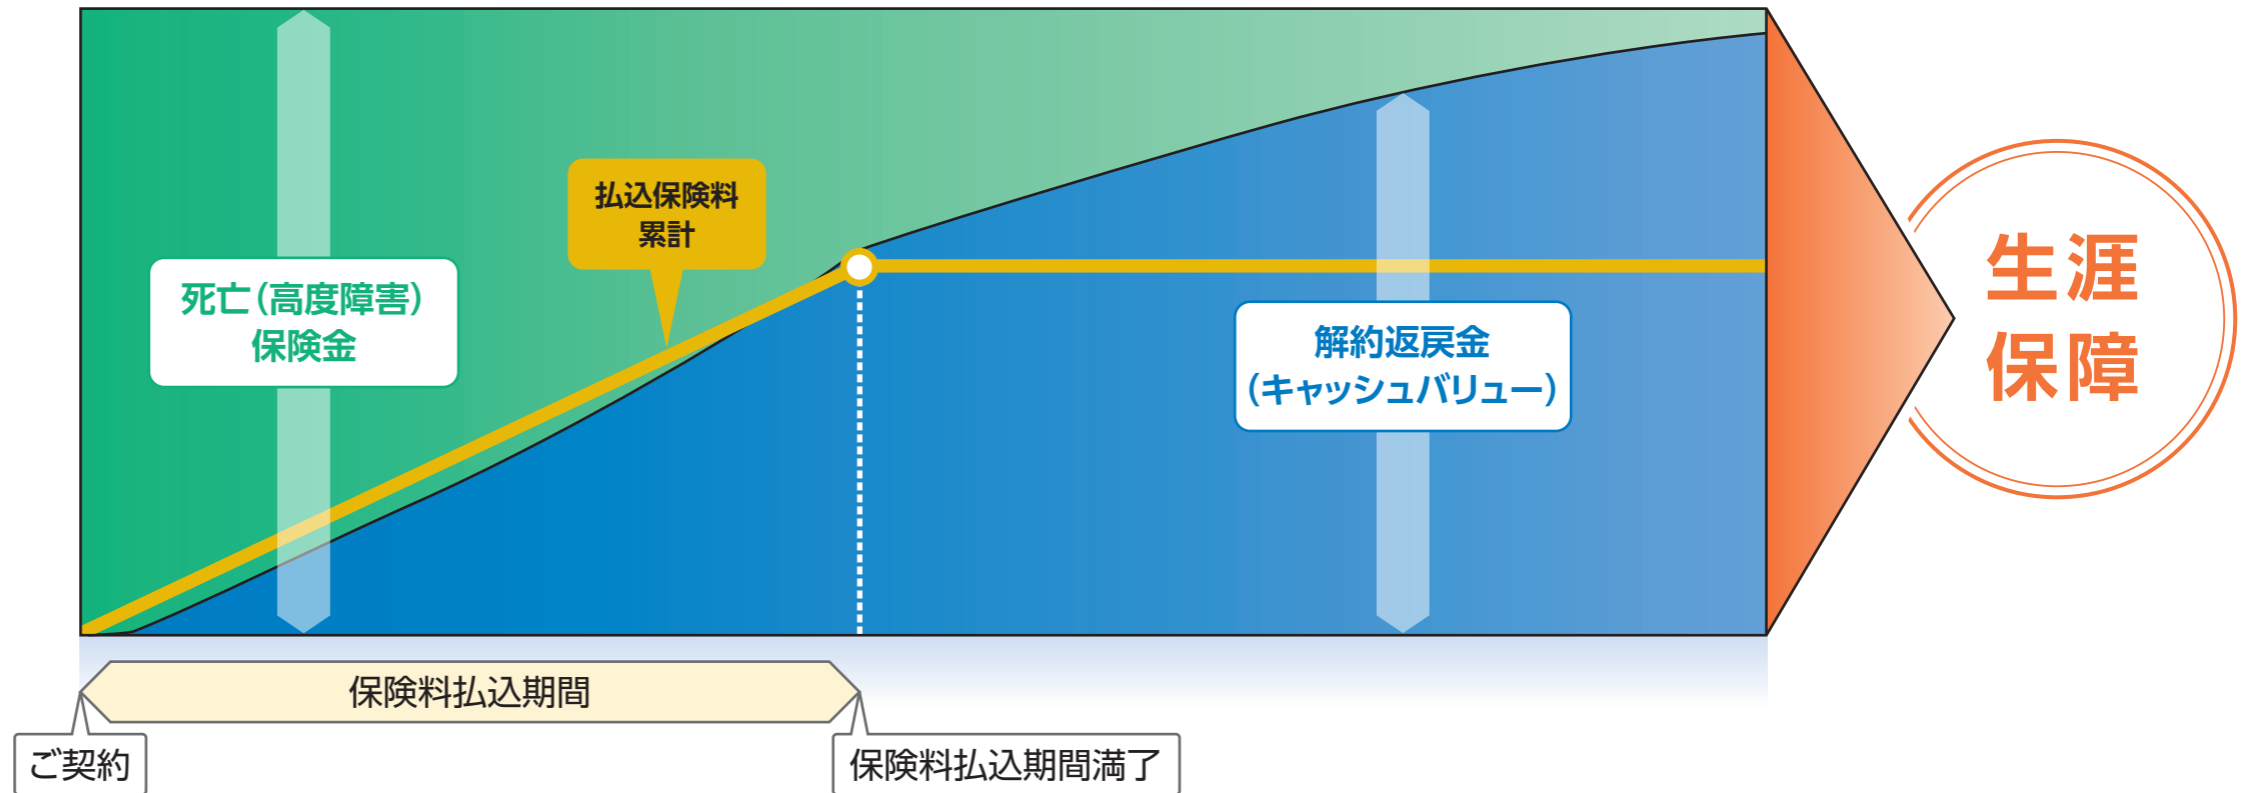 払込保険料
累計
死亡(高度障害)
保険金
解約返戻金
(キャッシュバリュー)
生涯
保障
保険料払込期間
ご契約
保険料払込期間満了